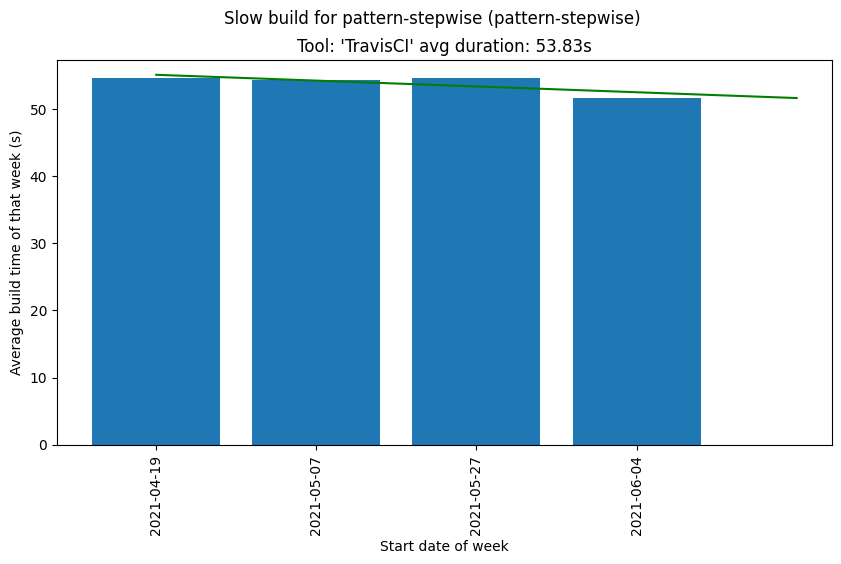 Slow build for pattern-stepwise (pattern-stepwise)
Tool: 'TravisCI' avg duration: 53.83s
Average build time of that week (s)
50
40
30
20
10
0
2021-04-19
2021-05-07
2021-05-27
2021-06-04
Start date of week